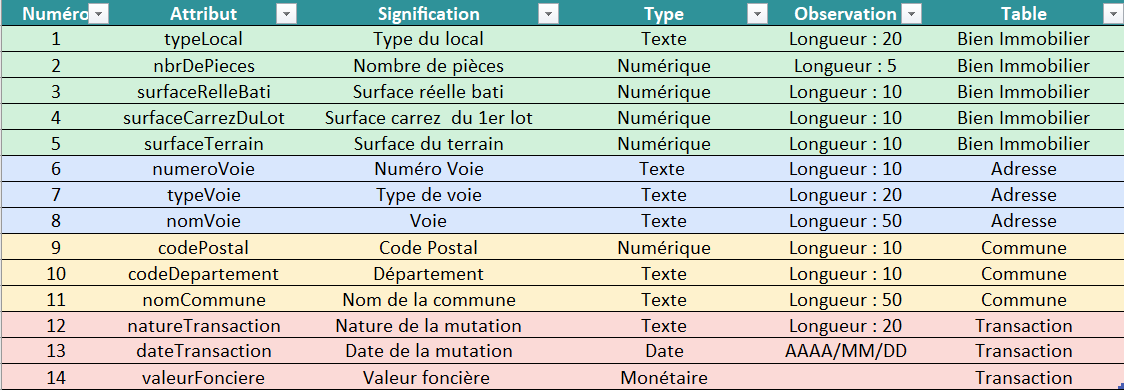 Numéro Attribut Signification Type Observation Table
1 typeLocal Type du local Texte Longueur : 20 Bien Immobilier
2 nbrDePieces Nombre de pièces Numérique Longueur : 5 Bien Immobilier
3 surfaceRelleBati Surface réelle bati Numérique Longueur : 10 Bien Immobilier
4 surfaceCarrezDuLot Surface carrez du 1er lot Numérique Longueur : 10 Bien Immobilier
5 surfaceTerrain Surface du terrain Numérique Longueur : 10 Bien Immobilier
6 numeroVoie Numéro Voie Texte Longueur : 10 Adresse
7 typeVoie Type de voie Texte Longueur : 20 Adresse
8 nomVoie Voie Texte Longueur : 50 Adresse
9 codePostal Code Postal Numérique Longueur : 10 Commune
10 codeDepartement Département Texte Longueur : 10 Commune
11 nomCommune Nom de la commune Texte Longueur : 50 Commune
12 natureTransaction Nature de la mutation Texte Longueur : 20 Transaction
13 dateTransaction Date de la mutation Date AAAA/MM/DD Transaction
14 valeurFonciere Valeur foncière Monétaire Transaction